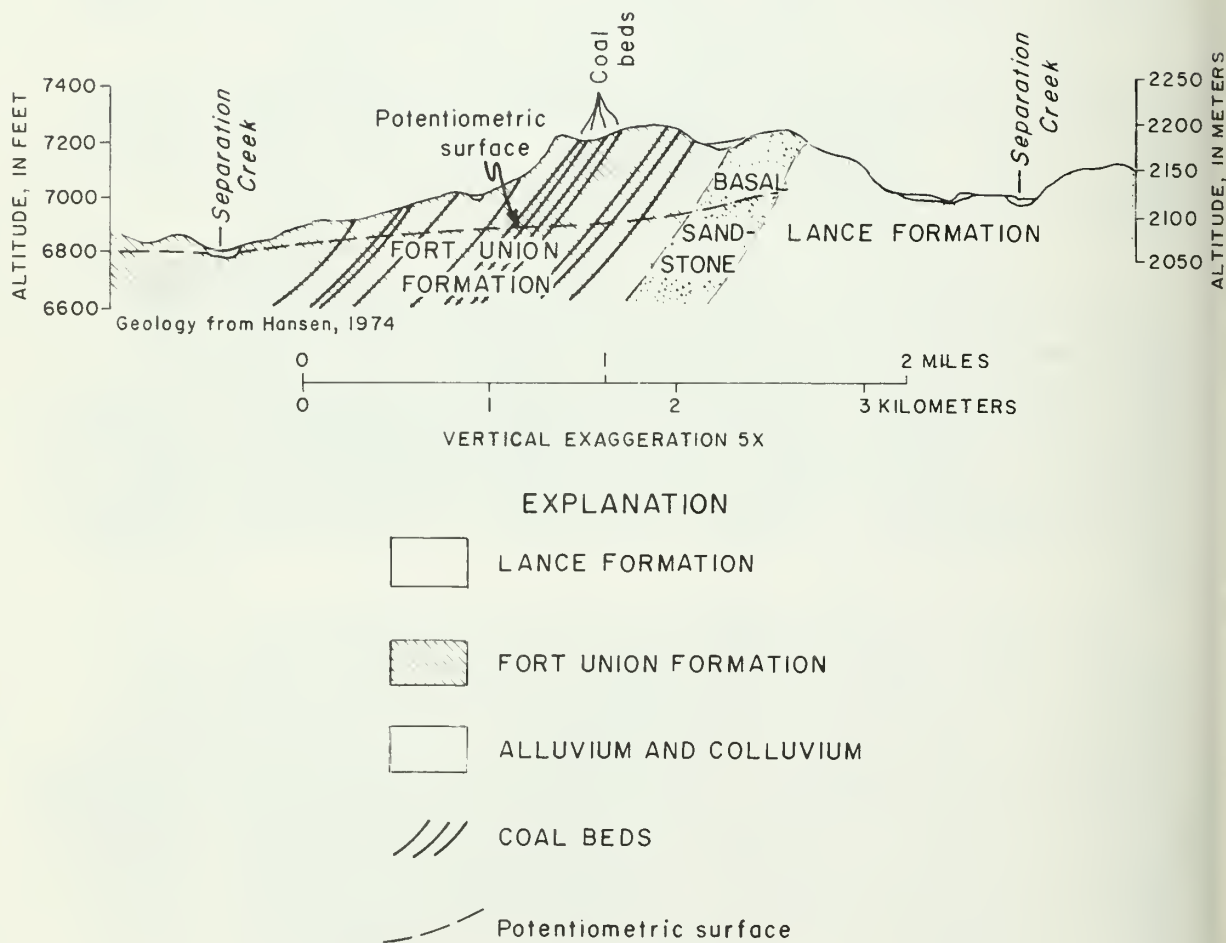 Coal beds
Separation Creek
Separation Creek
ALTITUDE, IN FEET
7400
7200
7000
6800
6600
Potentiometric surface
BASAL
SAND-
STONE
LANCE FORMATION
FORT UNION
FORMATION
2250
2200
2150
2100
2050
ALTITUDE, IN METERS
Geology from Hansen, 1974
0 1 2 MILES
0 1 2 3 KILOMETERS
VERTICAL EXAGGERATION 5X
EXPLANATION
LANCE FORMATION
FORT UNION FORMATION
ALLUVIUM AND COLLUVIUM
COAL BEDS
Potentiometric surface